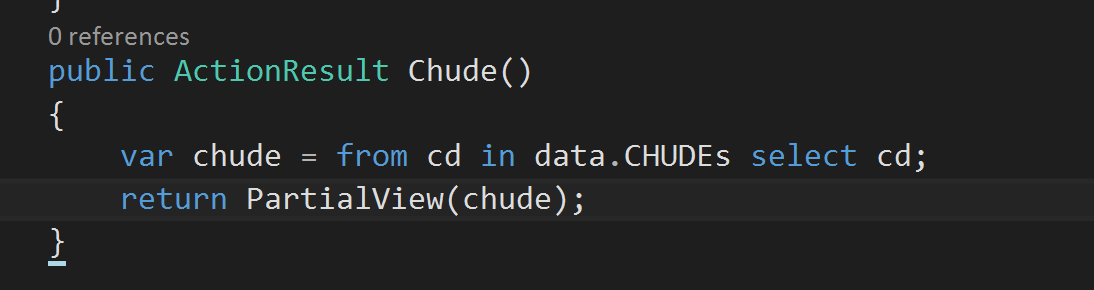 }
0 references
public ActionResult Chude()
{
var chude = from cd in data.CHUDEs select cd;
return PartialView(chude);
}